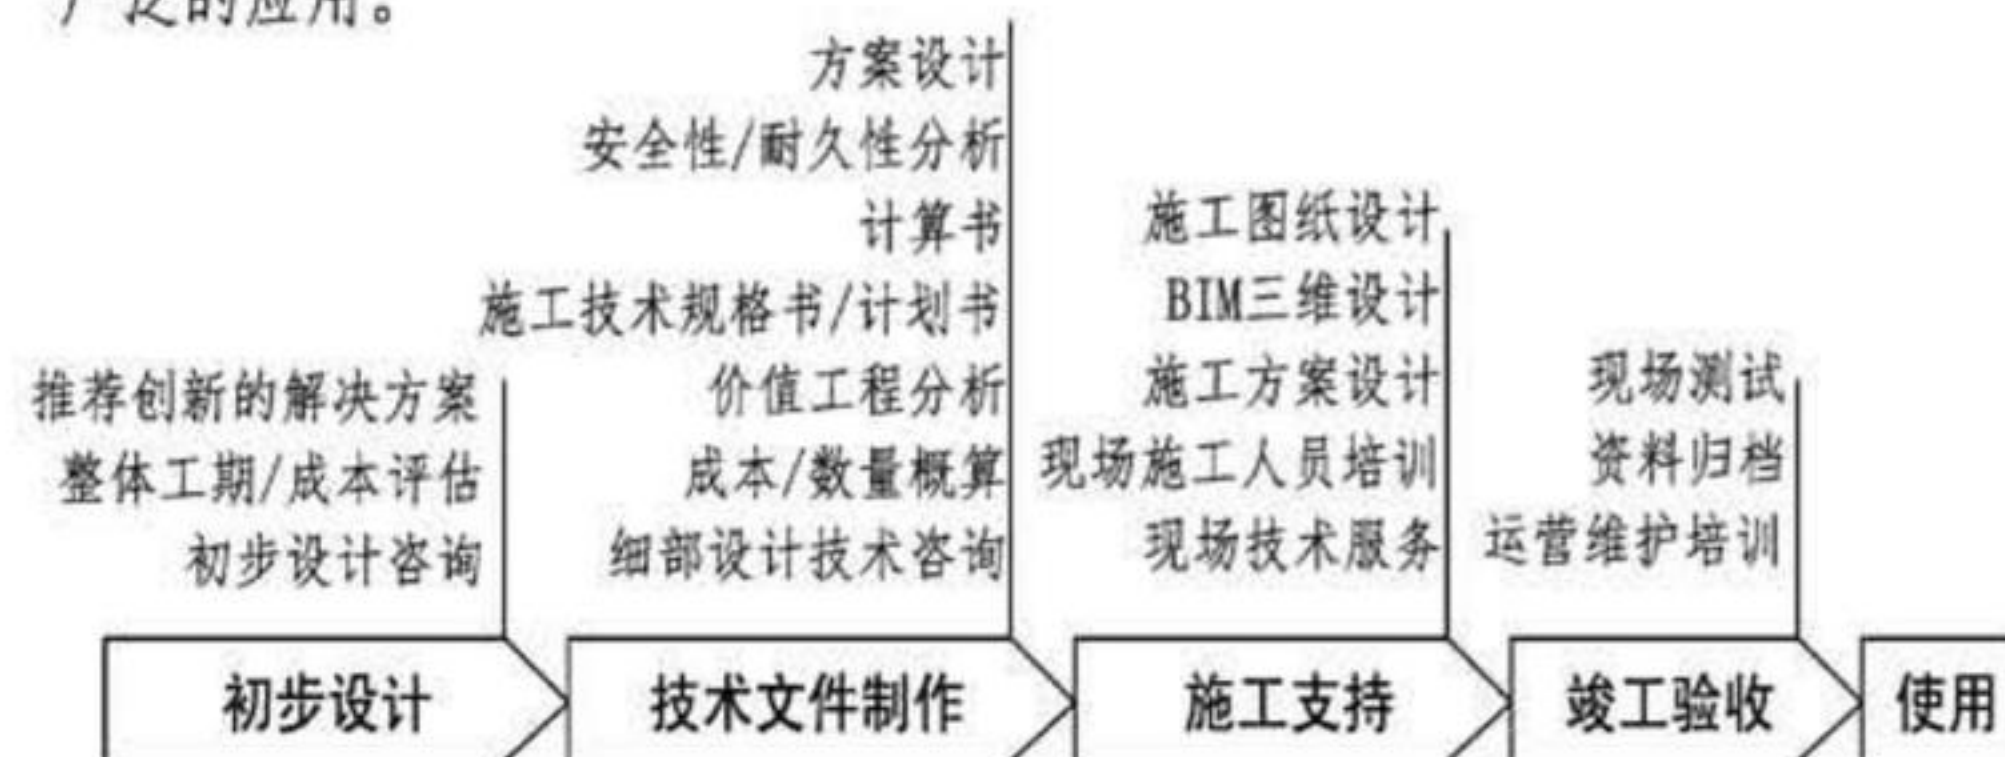 广泛的应用。
方案设计
安全性/耐久性分析
计算书
施工技术规格书/计划书
价值工程分析
成本/数量概算
细部设计技术咨询
推荐创新的解决方案
整体工期/成本评估
初步设计咨询
施工图纸设计
BIM三维设计
施工方案设计
现场施工人员培训
现场技术服务
现场测试
资料归档
运营维护培训
初步设计
技术文件制作
施工支持
竣工验收
使用